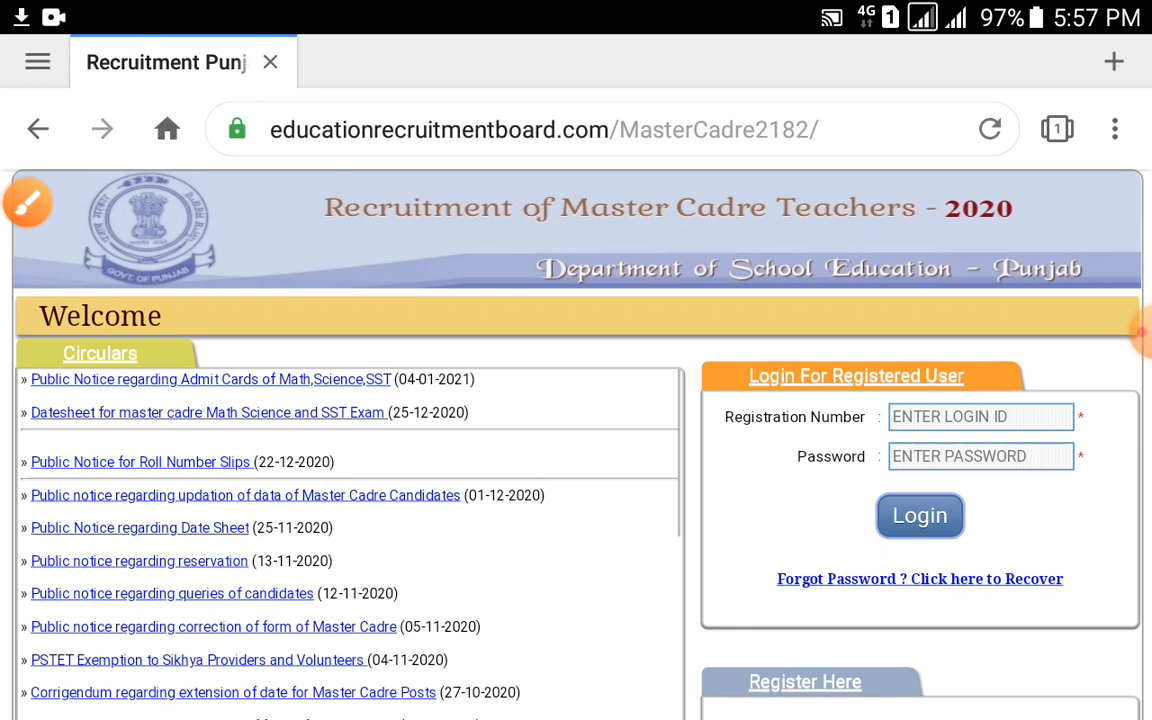 4G 1 97% 5:57 PM
Recruitment Punj
educationrecruitmentboard.com/MasterCadre2182/ 1
Recruitment of Master Cadre Teachers - 2020
GOVT. OF PUNJAB
Department of School Education - Punjab
Welcome
Circulars
» Public Notice regarding Admit Cards of Math,Science,SST (04-01-2021)
» Datesheet for master cadre Math Science and SST Exam (25-12-2020)
» Public Notice for Roll Number Slips (22-12-2020)
» Public notice regarding updation of data of Master Cadre Candidates (01-12-2020)
» Public Notice regarding Date Sheet (25-11-2020)
» Public notice regarding reservation (13-11-2020)
» Public notice regarding queries of candidates (12-11-2020)
» Public notice regarding correction of form of Master Cadre (05-11-2020)
» PSTET Exemption to Sikhya Providers and Volunteers (04-11-2020)
» Corrigendum regarding extension of date for Master Cadre Posts (27-10-2020)
Login For Registered User
Registration Number : ENTER LOGIN ID *
Password : ENTER PASSWORD *
Login
Forgot Password ? Click here to Recover
Register Here